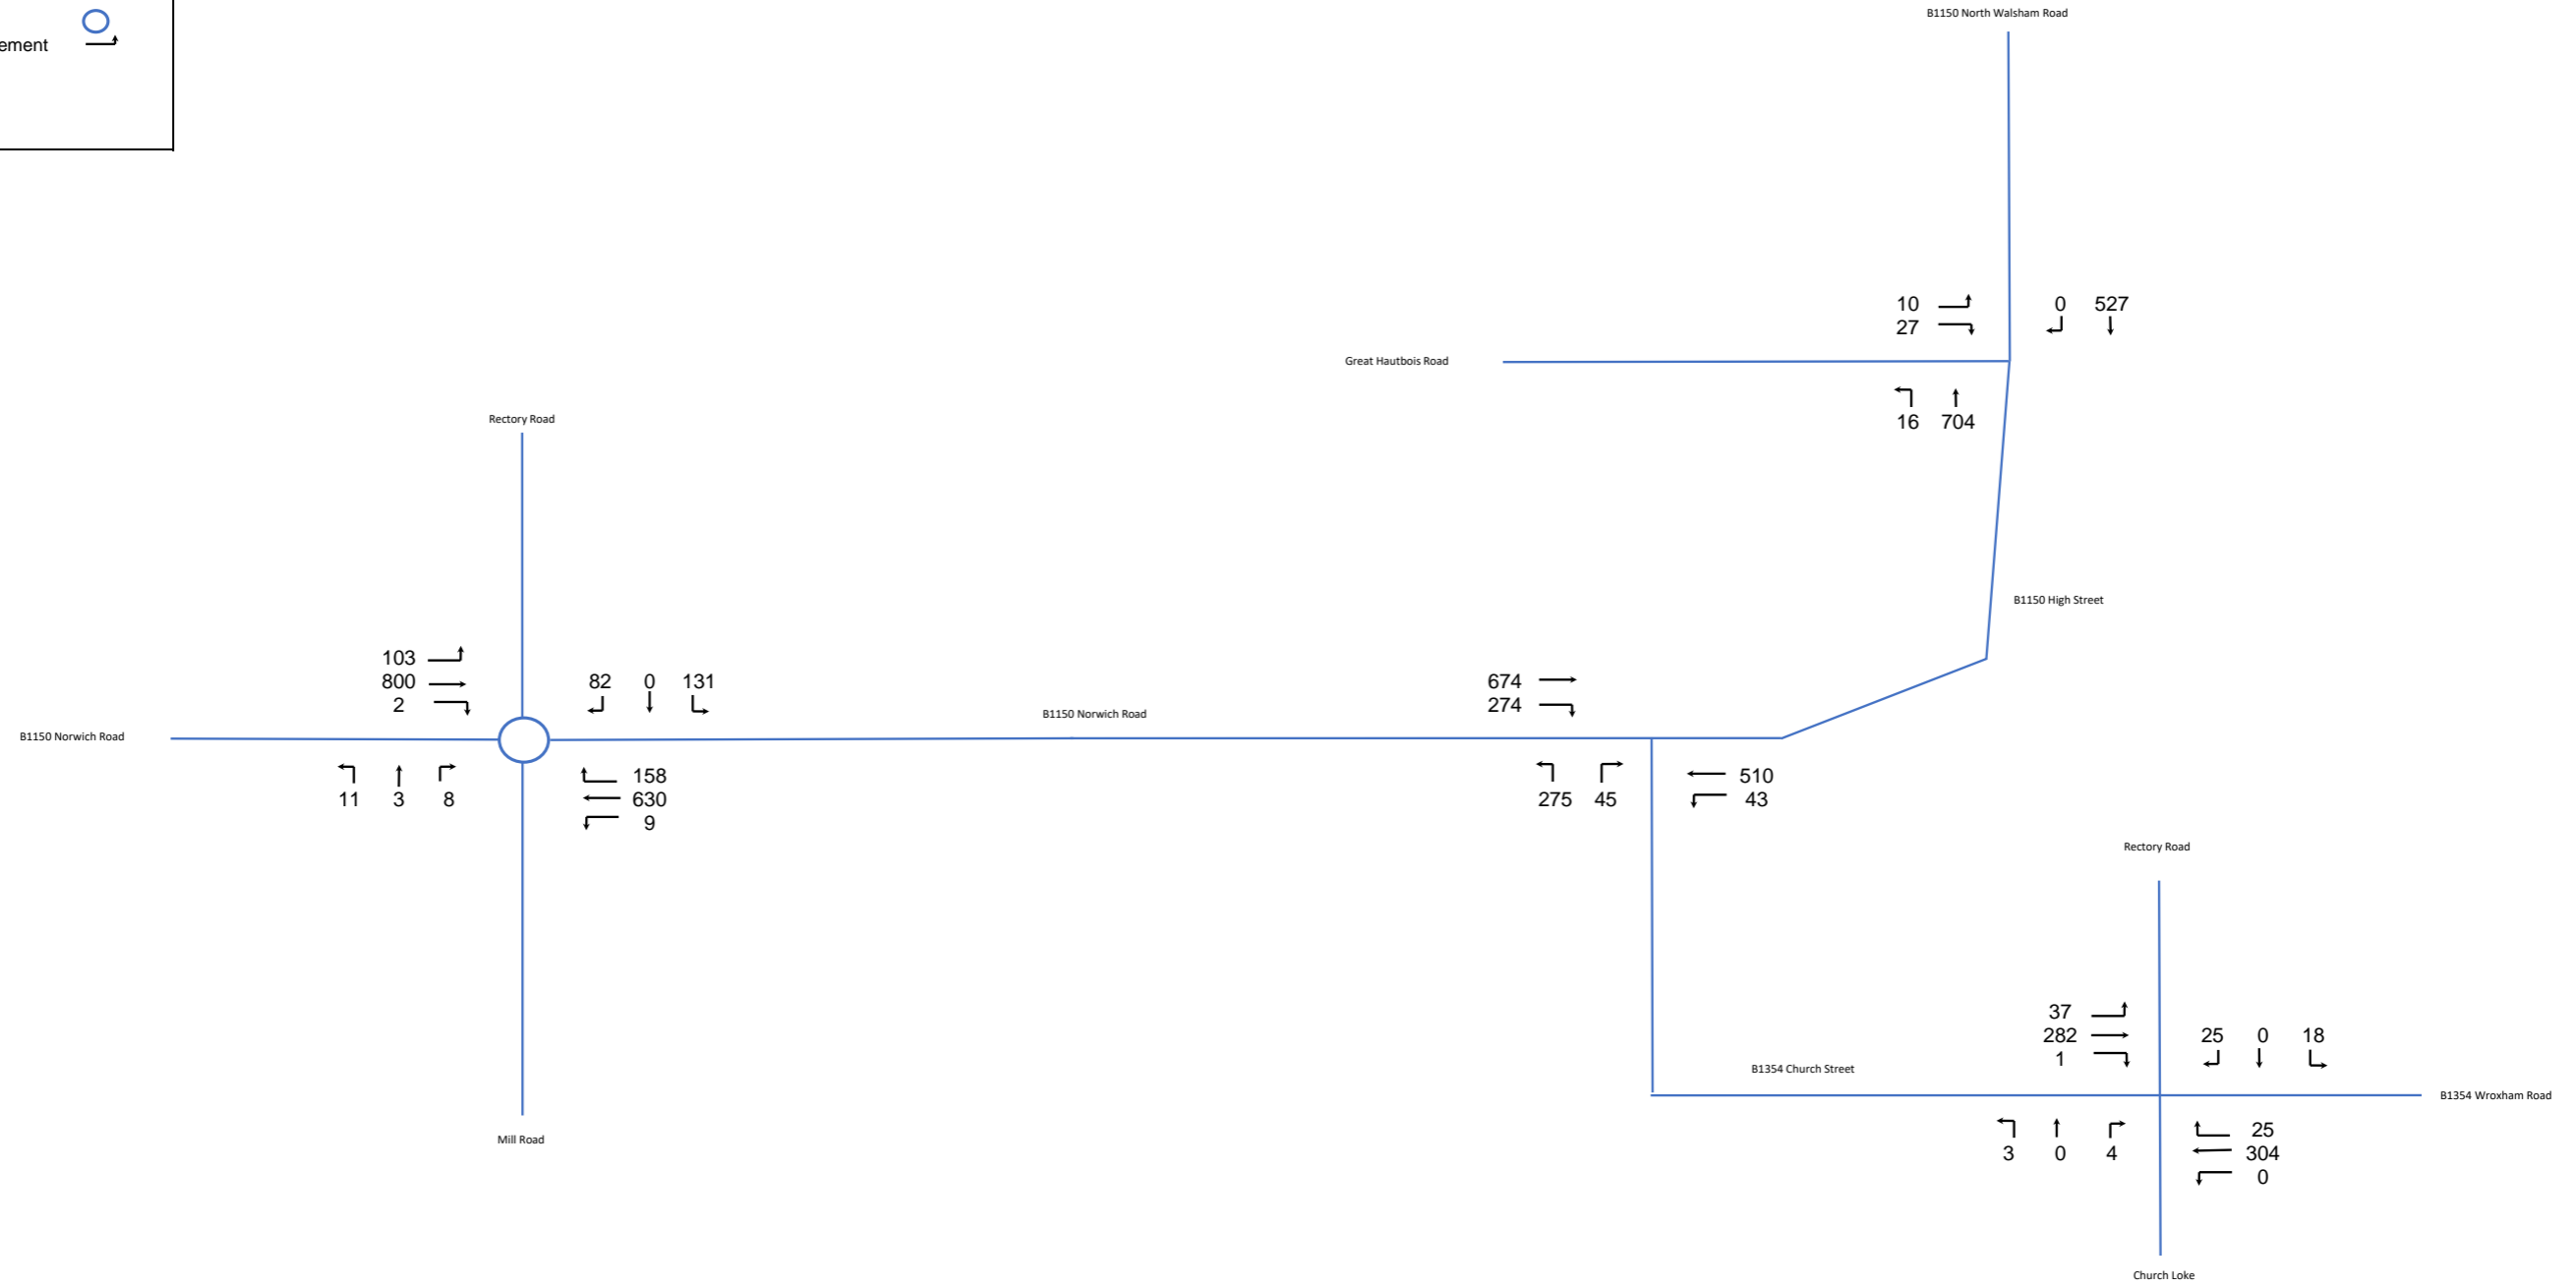 ement
B1150 North Walsham Road
10
0 527
27
Great Hautbois Road
16 704
Rectory Road
B1150 High Street
103
800
2
82 0 131
674
274
B1150 Norwich Road
B1150 Norwich Road
11 3 8
158
630
9
275 45
510
43
Rectory Road
37
282
1
25 0 18
B1354 Church Street
B1354 Wroxham Road
3 0 4
25
304
0
Mill Road
Church Loke